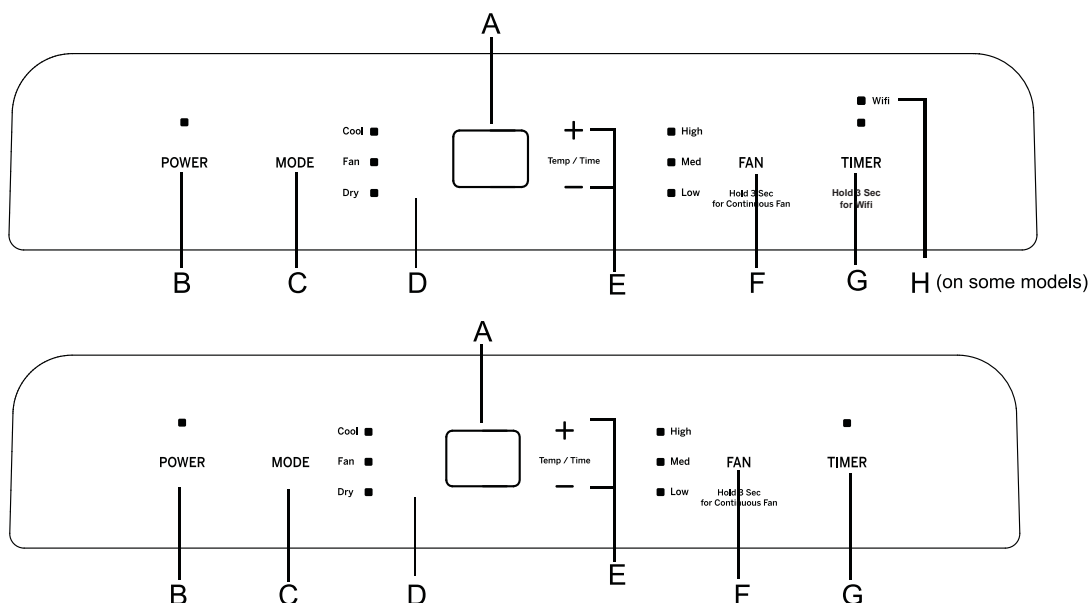 A
Wifi
Cool
High
POWER
MODE
Fan
Temp / Time
Med
FAN
TIMER
Dry
Low
Hold 3 Sec
for Continuous Fan
Hold 3 Sec
for Wifi
B
C
D
E
F
G
H (on some models)
A
Cool
High
POWER
MODE
Fan
Temp / Time
Med
FAN
TIMER
Dry
Low
Hold 3 Sec
for Continuous Fan
B
C
D
E
F
G